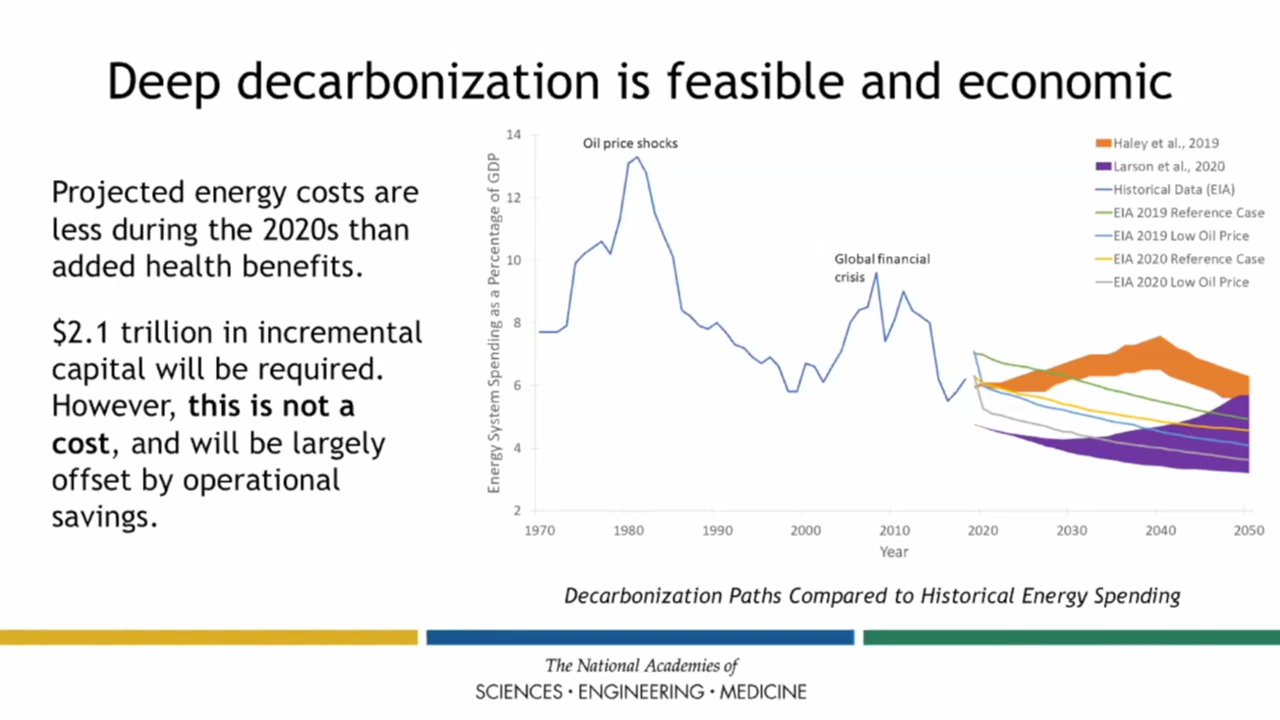 Deep decarbonization is feasible and economic
Projected energy costs are
less during the 2020s than
added health benefits.
$2.1 trillion in incremental
capital will be required.
However, this is not a
cost, and will be largely
offset by operational
savings.
Energy System Spending as a Percentage of GDP
14
12
10
8
6
4
2
Oil price shocks
Global financial
crisis
Haley et al., 2019
Larson et al., 2020
Historical Data (EIA)
EIA 2019 Reference Case
EIA 2019 Low Oil Price
EIA 2020 Reference Case
EIA 2020 Low Oil Price
1970 1980 1990 2000 2010 2020 2030 2040 2050
Year
Decarbonization Paths Compared to Historical Energy Spending
The National Academies of
SCIENCES · ENGINEERING · MEDICINE